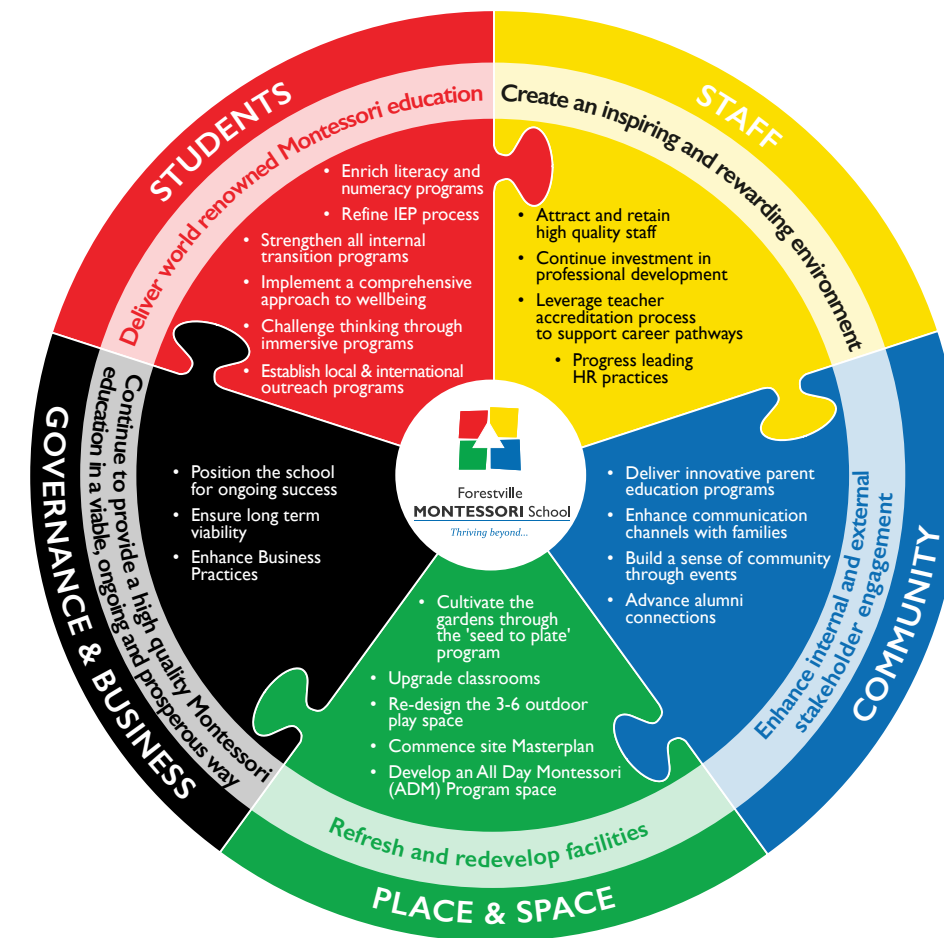 STUDENTS
Deliver world renowned Montessori education
• Enrich literacy and
numeracy programs
• Refine IEP process
• Strengthen all internal
transition programs
• Implement a comprehensive
approach to wellbeing
• Challenge thinking through
immersive programs
• Establish local & international
outreach programs
STAFF
Create an inspiring and rewarding environment
• Attract and retain
high quality staff
• Continue investment in
professional development
• Leverage teacher
accreditation process
to support career pathways
• Progress leading
HR practices
COMMUNITY
Enhance internal and external
stakeholder engagement
• Deliver innovative parent
education programs
• Enhance communication
channels with families
• Build a sense of community
through events
• Advance alumni
connections
PLACE & SPACE
Refresh and redevelop facilities
• Cultivate the
gardens through
the 'seed to plate'
program
• Upgrade classrooms
• Re-design the 3-6 outdoor
play space
• Commence site Masterplan
• Develop an All Day Montessori
(ADM) Program space
GOVERNANCE & BUSINESS
Continue to provide a high quality Montessori
education in a viable, ongoing and prosperous way
• Position the school
for ongoing success
• Ensure long term
viability
• Enhance Business
Practices
Forestville
MONTESSORI School
Thriving beyond...